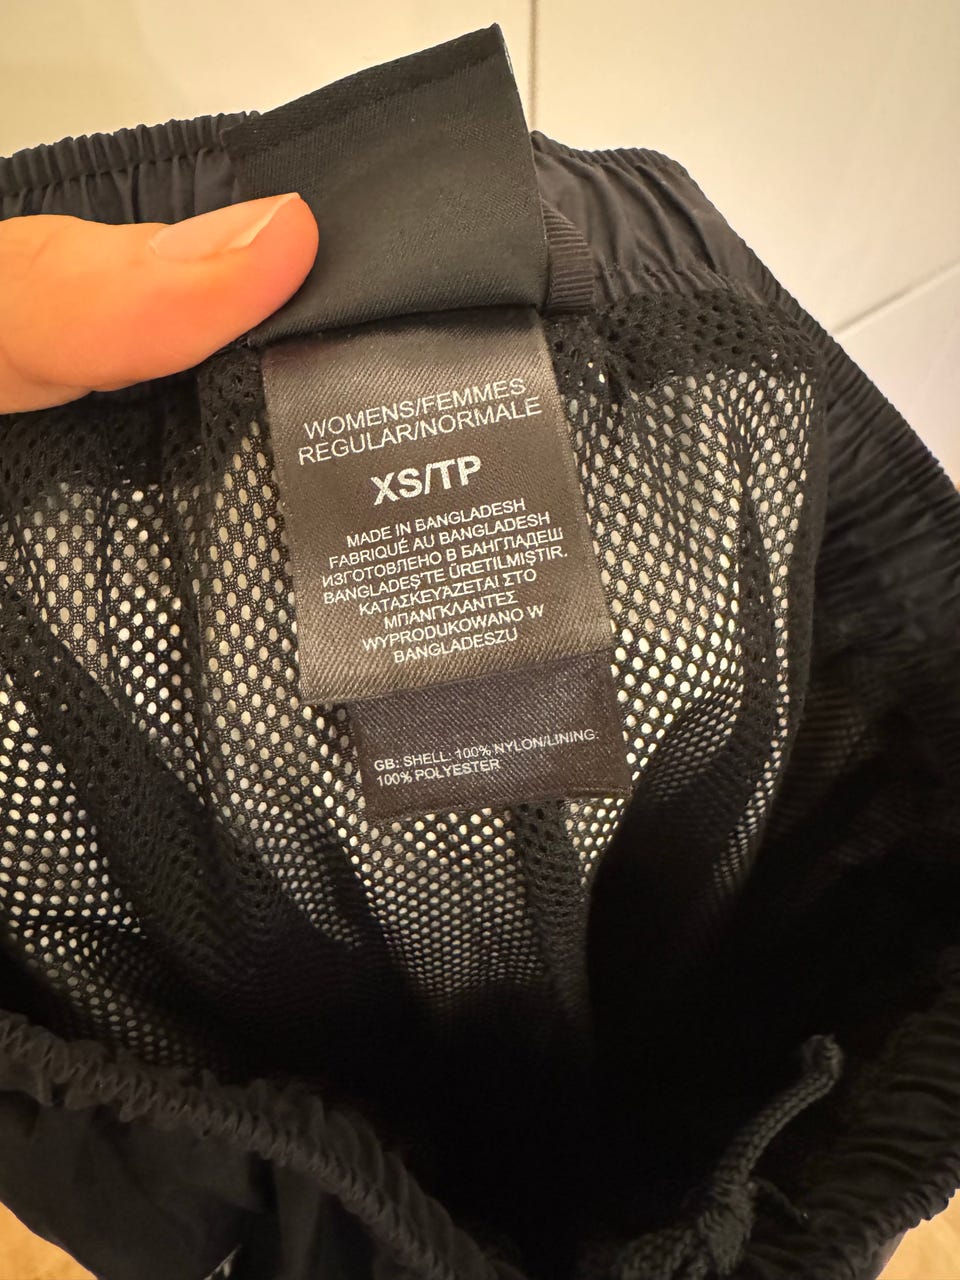 WOMENS/FEMMES
REGULAR/NORMALE
XS/TP
MADE IN BANGLADESH
FABRIQUÉ AU BANGLADESH
ИЗГОТОВЛЕНО В БАНГЛАДЕШ
BANGLADEŞ'TE ÜRETILMIŞTIR.
ΚΑΤΑΣΚΕΥΆΖΕΤΑΙ ΣΤΟ
ΜΠΑΝΓΚΛΑΝΤΕΣ
WYPRODUKOWANO W
BANGLADESZU
GB: SHELL: 100% NYLON/LINING:
100% POLYESTER